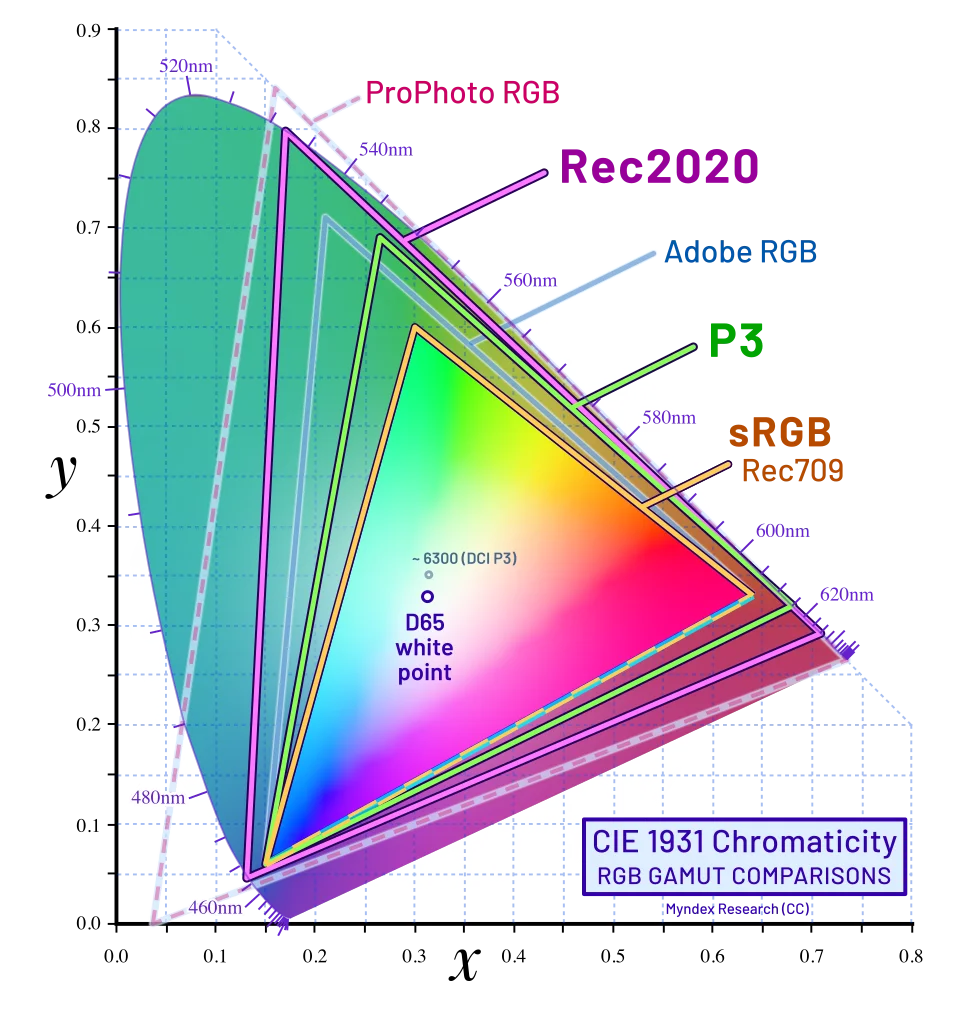 0.9
520nm
ProPhoto RGB
0.8
540nm
Rec2020
0.7
Adobe RGB
560nm
0.6
P3
500nm
580nm
0.5
sRGB
Rec709
y
0.4
600nm
~ 6300 (DCI P3)
620nm
D65
white
point
0.3
0.2
480nm
0.1
CIE 1931 Chromaticity
RGB GAMUT COMPARISONS
460nm
Myndex Research (CC)
0.0
0.0 0.1 0.2 0.3 0.4 0.5 0.6 0.7 0.8
x